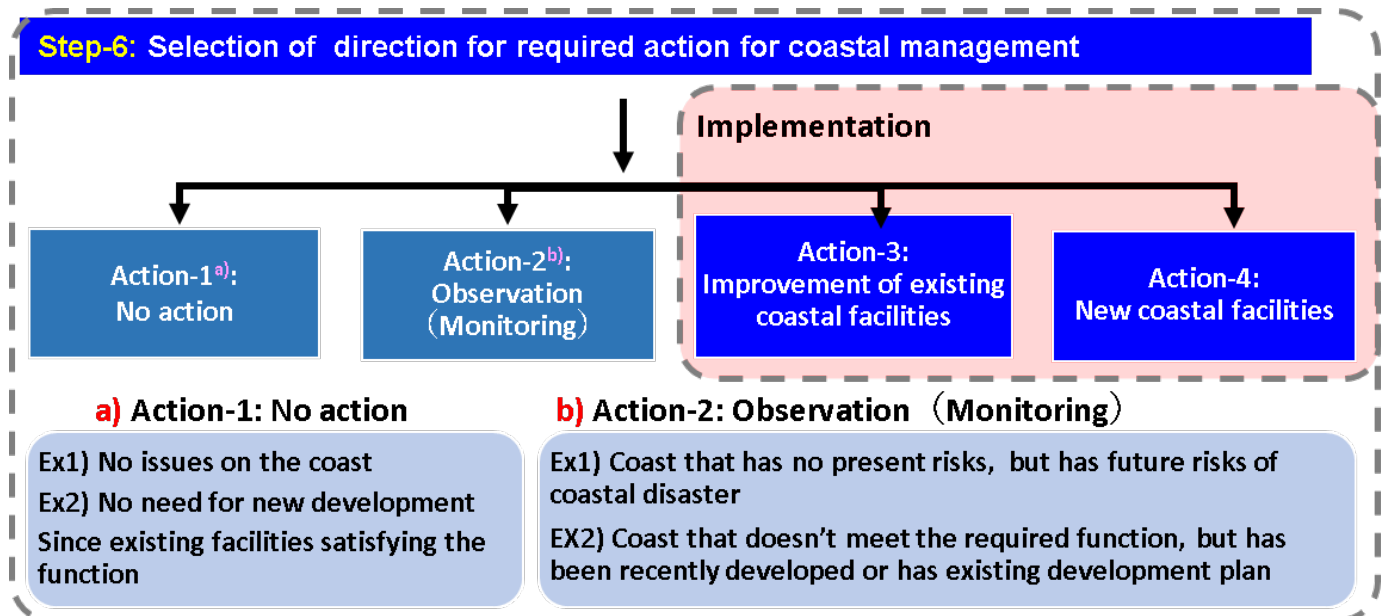 Step-6: Selection of direction for required action for coastal management
Implementation
Action-1a):
No action
Action-2b):
Observation
（Monitoring）
Action-3:
Improvement of existing
coastal facilities
Action-4:
New coastal facilities
a) Action-1: No action
Ex1) No issues on the coast
Ex2) No need for new development
Since existing facilities satisfying the
function
b) Action-2: Observation（Monitoring）
Ex1) Coast that has no present risks, but has future risks of
coastal disaster
EX2) Coast that doesn’t meet the required function, but has
been recently developed or has existing development plan